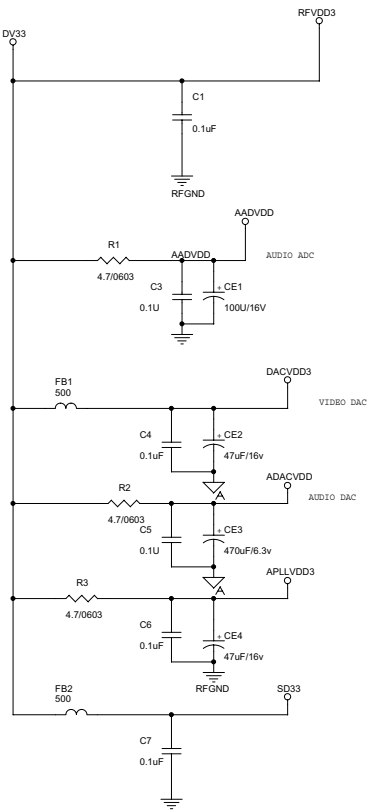 RFVDD3
DV33
C1
0.1uF
RFGND
AADVDD
R1
AADVDD
AUDIO ADC
4.7/0603
C3
+ CE1
0.1U
100U/16V
DACVDD3
FB1
500
VIDEO DAC
C4
+ CE2
0.1uF
47uF/16v
A
ADACVDD
R2
AUDIO DAC
4.7/0603
C5
+ CE3
0.1U
470uF/6.3v
A
APLLVDD3
R3
4.7/0603
C6
+ CE4
0.1uF
47uF/16v
RFGND
FB2
500
SD33
C7
0.1uF